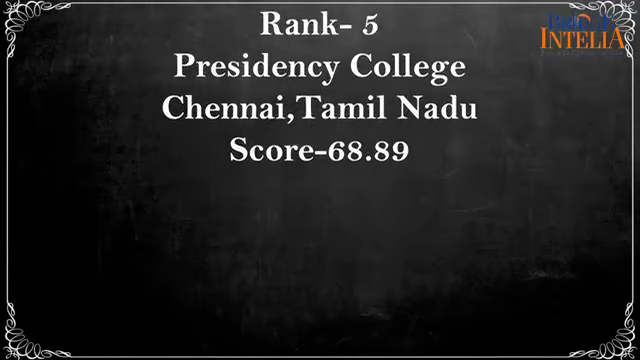 Rank- 5
Presidency College
Chennai,Tamil Nadu
Score-68.89
INTELIA